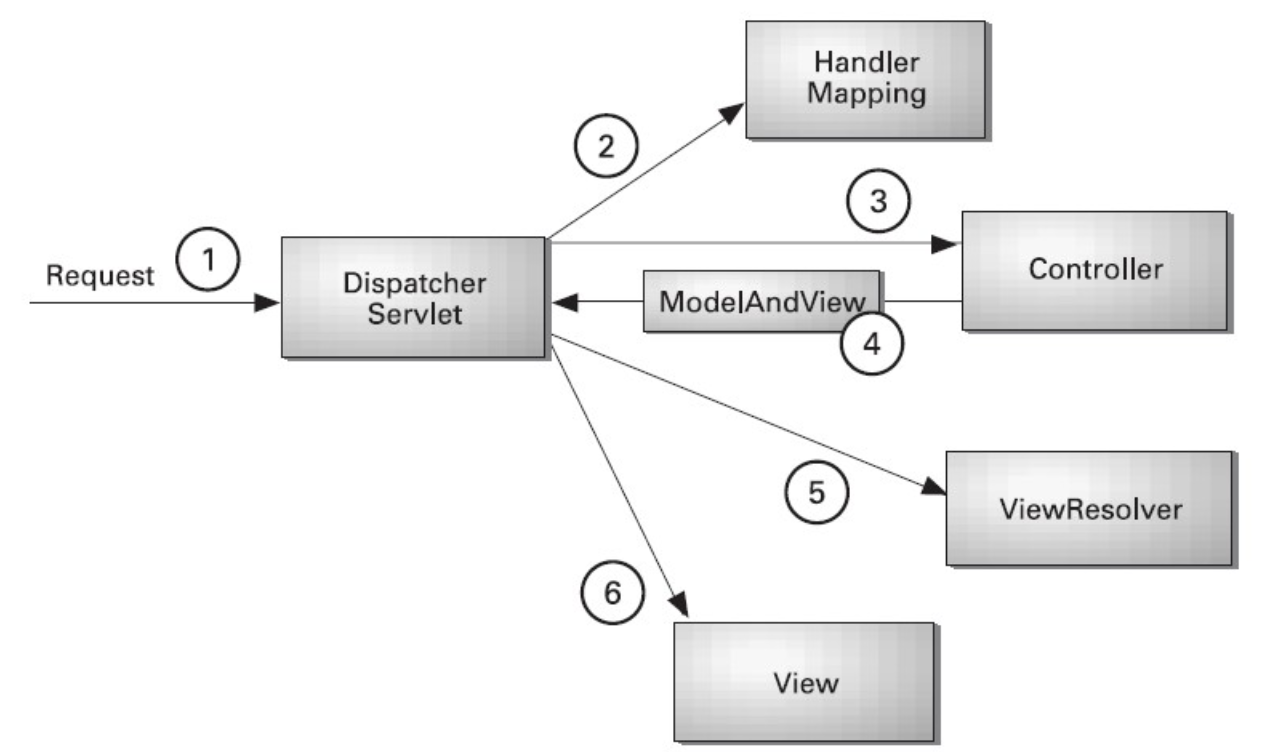 Handler
Mapping
2
3
1
Request
Dispatcher
Servlet
Controller
ModelAndView
4
5
ViewResolver
6
View